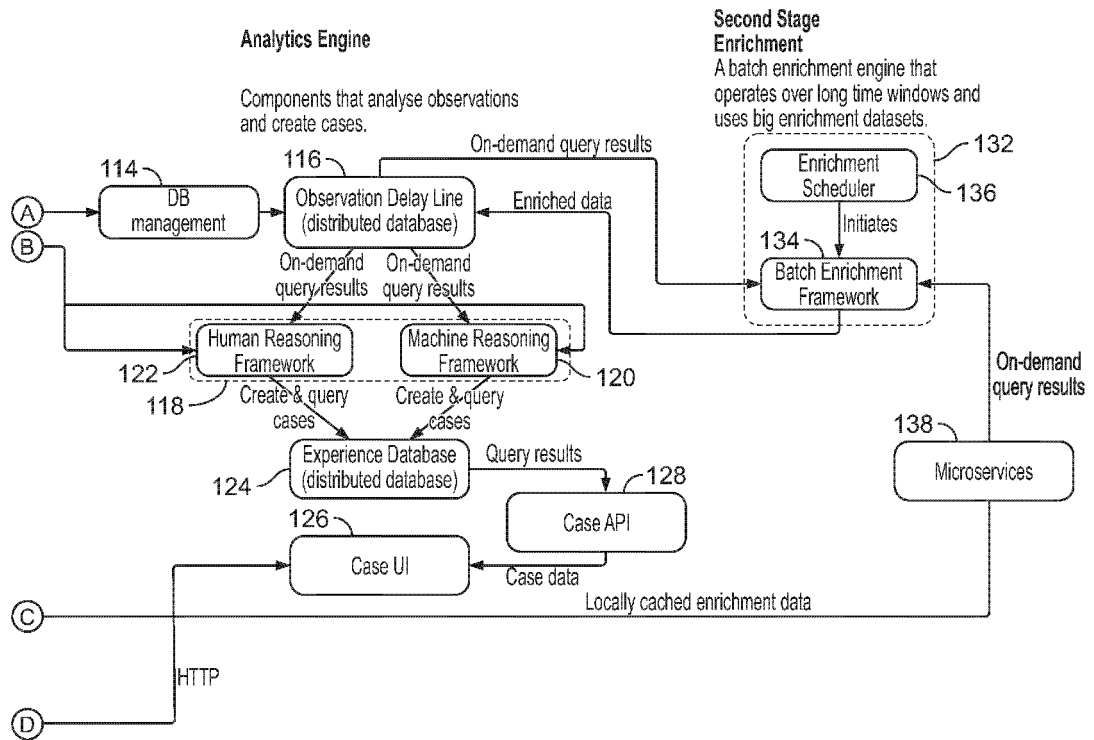 Analytics Engine
Components that analyse observations
and create cases.
Second Stage
Enrichment
A batch enrichment engine that
operates over long time windows and
uses big enrichment datasets.
On-demand query results
132
116
114
Enrichment
Scheduler
136
A
DB
management
Observation Delay Line
(distributed database)
Enriched data
Initiates
B
134
On-demand
query results
On-demand
query results
Batch Enrichment
Framework
Human Reasoning
Framework
Machine Reasoning
Framework
122
120
118
On-demand
query results
Create & query
cases
Create & query
cases
138
Experience Database
(distributed database)
Query results
124
128
Microservices
126
Case API
Case UI
Case data
C
Locally cached enrichment data
HTTP
D